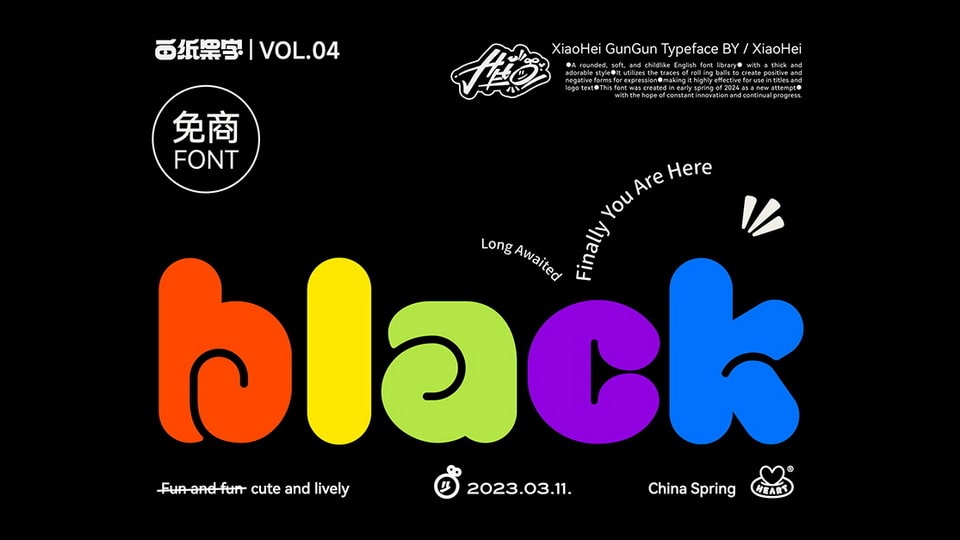 百纸黑字 | VOL.04
XiaoHei GunGun Typeface BY / XiaoHei
●A rounded, soft, and childlike English font library● with a thick and
adorable style●It utilizes the traces of roll ing balls to create positive and
negative forms for expression●making it highly effective for use in titles and
logo text●This font was created in early spring of 2024 as a new attempt●
with the hope of constant innovation and continual progress.
免商
FONT
Long Awaited
Finally You Are Here
black
Fun and fun cute and lively
2023.03.11.
China Spring
HEART®